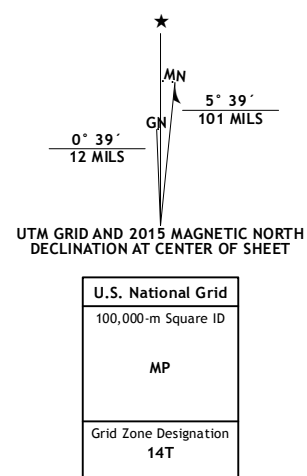 ★
MN
GN
5° 39´
101 MILS
0° 39´
12 MILS
UTM GRID AND 2015 MAGNETIC NORTH
DECLINATION AT CENTER OF SHEET
U.S. National Grid
100,000-m Square ID
MP
Grid Zone Designation
14T